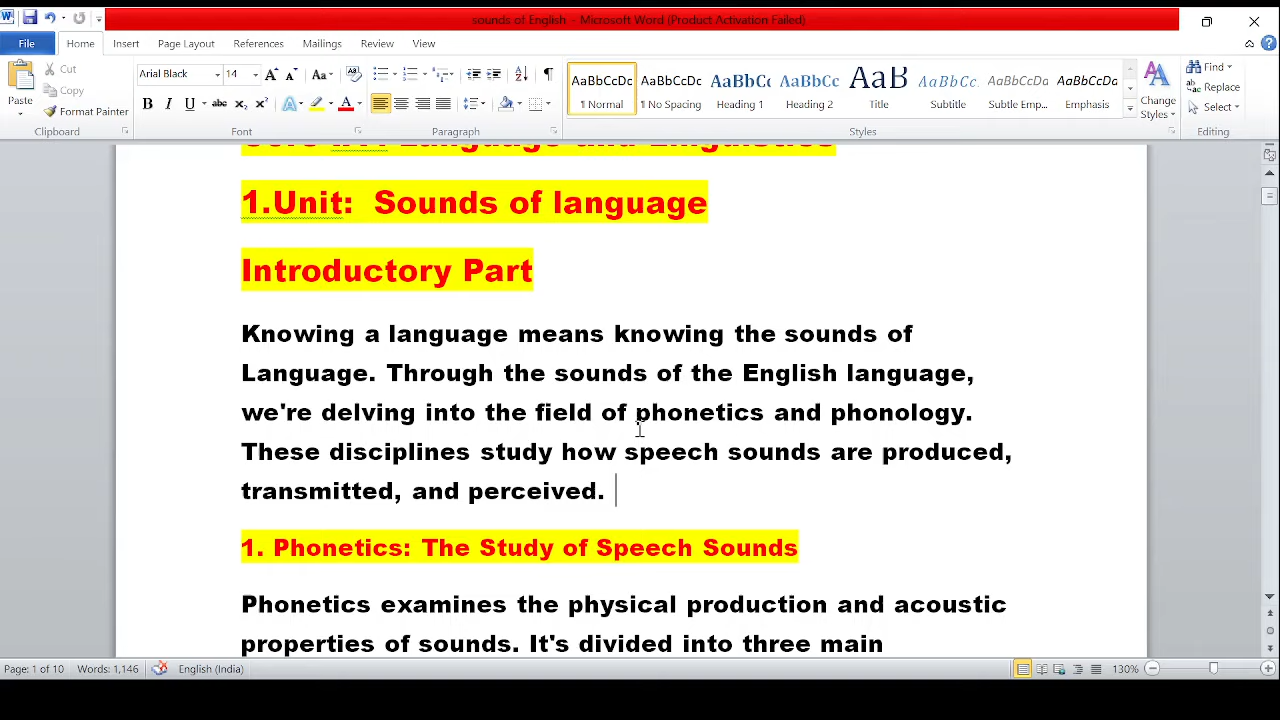 sounds of English – Microsoft Word (Product Activation Failed)
File Home Insert Page Layout References Mailings Review View
Paste
Cut
Copy
Format Painter
Clipboard
Arial Black 14
Font
Paragraph
AaBbCcDc AaBbCcDc AaBbCc AaBbCc AaB AaBbCc. AaBbCcDc AaBbCcDc
¶ Normal ¶ No Spacing Heading 1 Heading 2 Title Subtitle Subtle Em... Emphasis
Styles
Change Styles
Find
Replace
Select
Editing
Language and Linguistics
1.Unit: Sounds of language
Introductory Part
Knowing a language means knowing the sounds of
Language. Through the sounds of the English language,
we're delving into the field of phonetics and phonology.
These disciplines study how speech sounds are produced,
transmitted, and perceived.
1. Phonetics: The Study of Speech Sounds
Phonetics examines the physical production and acoustic
properties of sounds. It's divided into three main
Page: 1 of 10 Words: 1,146 English (India) 130%